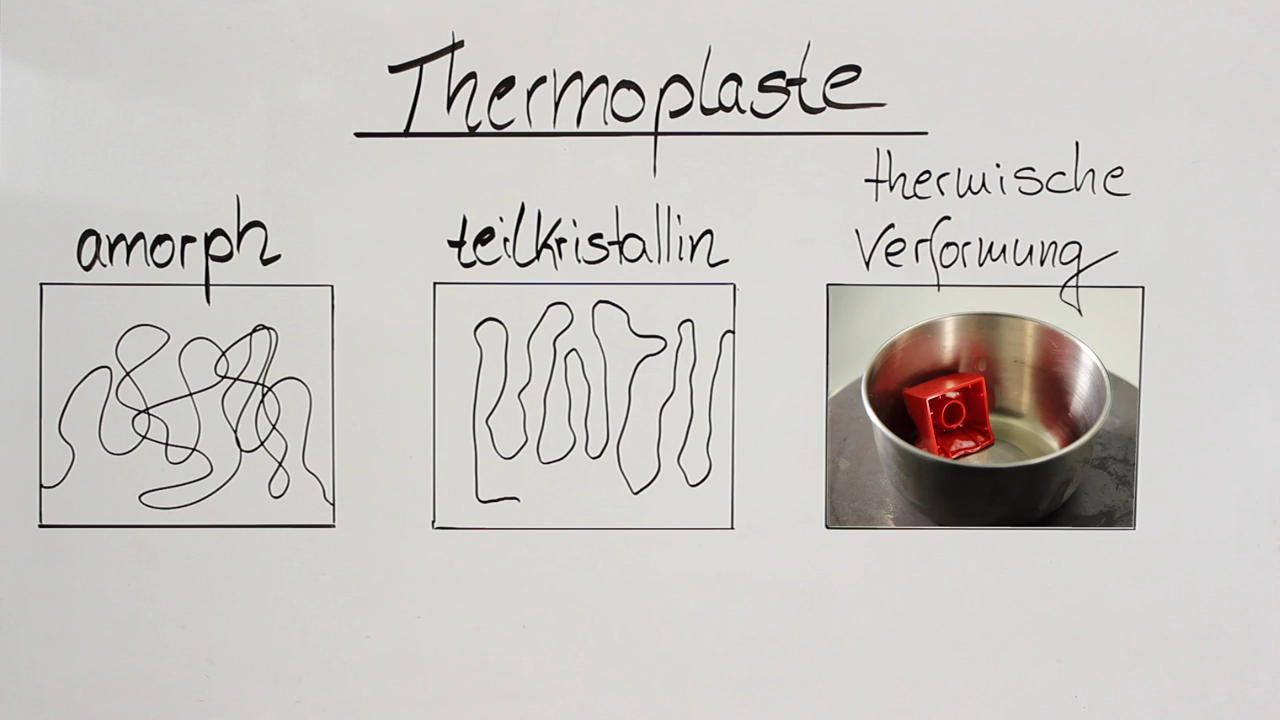 Thermoplaste
amorph
teilkristallin
thermische
Verformung